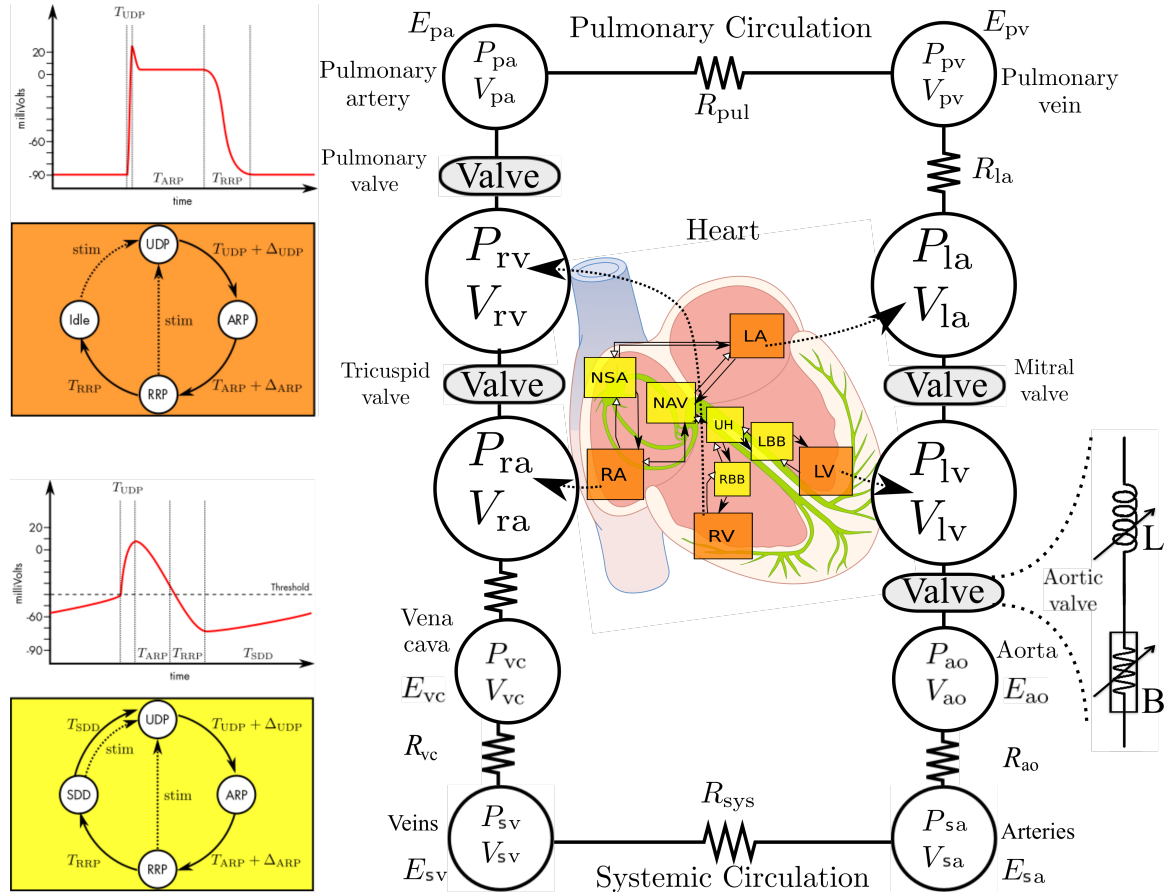 T_UDP
20
0
-60
-90
milliVolts
T_ARP
T_RRP
time
stim
UDP
T_UDP + Δ_UDP
Idle
stim
ARP
T_RRP
RRP
T_ARP + Δ_ARP
T_UDP
20
0
-60
-90
milliVolts
Threshold
T_ARP
T_RRP
T_SDD
time
T_SDD
UDP
T_UDP + Δ_UDP
stim
SDD
stim
ARP
T_RRP
RRP
T_ARP + Δ_ARP
E_pa
Pulmonary Circulation
E_pv
Pulmonary
artery
P_pa
V_pa
R_pul
P_pv
V_pv
Pulmonary
vein
Pulmonary
valve
Valve
R_la
Heart
P_rv
V_rv
P_la
V_la
Tricuspid
valve
Valve
Valve
Mitral
valve
LA
NSA
NAV
UH
LBB
RA
RBB
LV
RV
P_ra
V_ra
P_lv
V_lv
Valve
Aortic
valve
L
B
Vena
cava
E_vc
P_vc
V_vc
P_ao
V_ao
Aorta
E_ao
R_vc
R_sys
R_ao
Veins
E_sv
P_sv
V_sv
Systemic Circulation
P_sa
V_sa
Arteries
E_sa